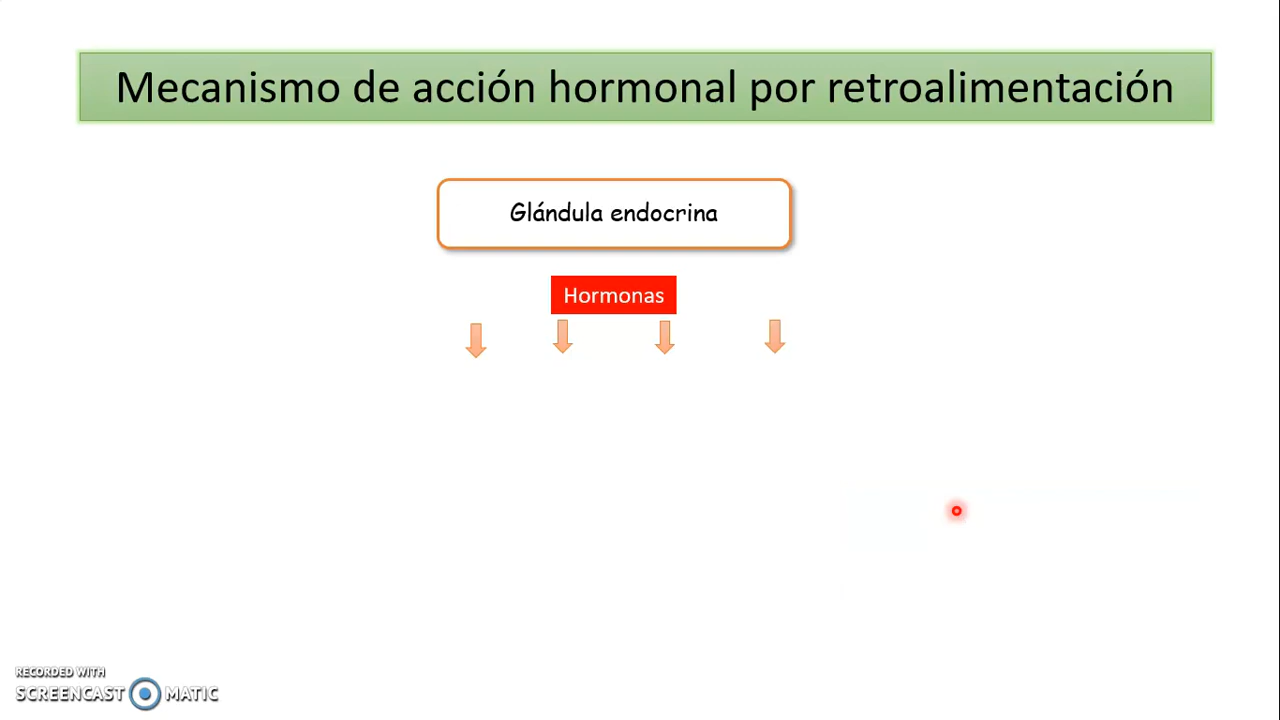 Mecanismo de acción hormonal por retroalimentación
Glándula endocrina
Hormonas
RECORDED WITH
SCREENCAST MATIC